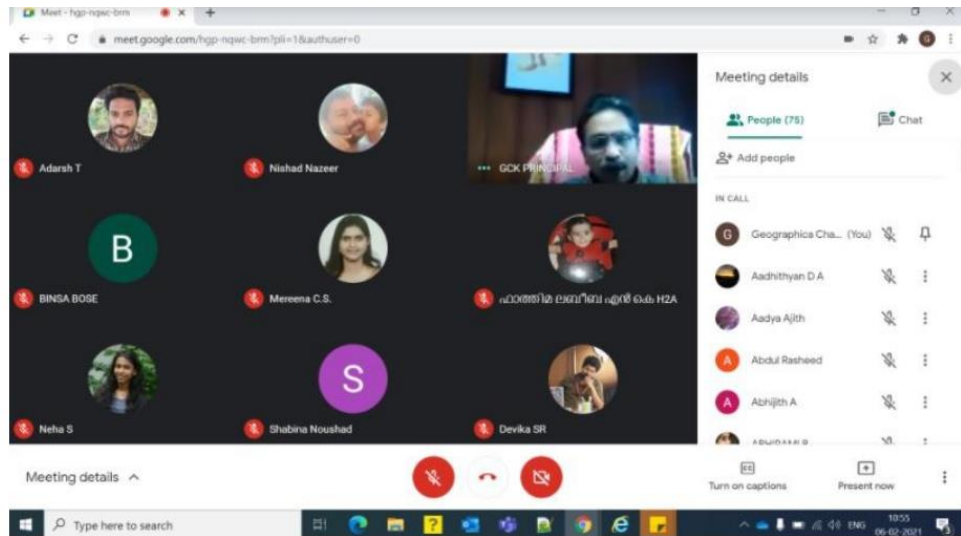 Meet - hgp-nqwc-brm
meet.google.com/hgp-nqwc-brm?pli=1&authuser=0
G
Meeting details
People (75)
Chat
Add people
IN CALL
G Geographica Cha... (You)
Aadhithyan D A
Aadya Ajith
A Abdul Rasheed
A Abhijith A
ABHIRAMI R
Adarsh T
Nishad Nazeer
GCK PRINCIPAL
B
BINSA BOSE
Mereena C.S.
ഫാത്തിമ ലബീബ എൻ കെ H2A
Neha S
S
Shabina Noushad
Devika SR
Meeting details
Turn on captions
Present now
Type here to search
ENG
10:55
06-02-2021